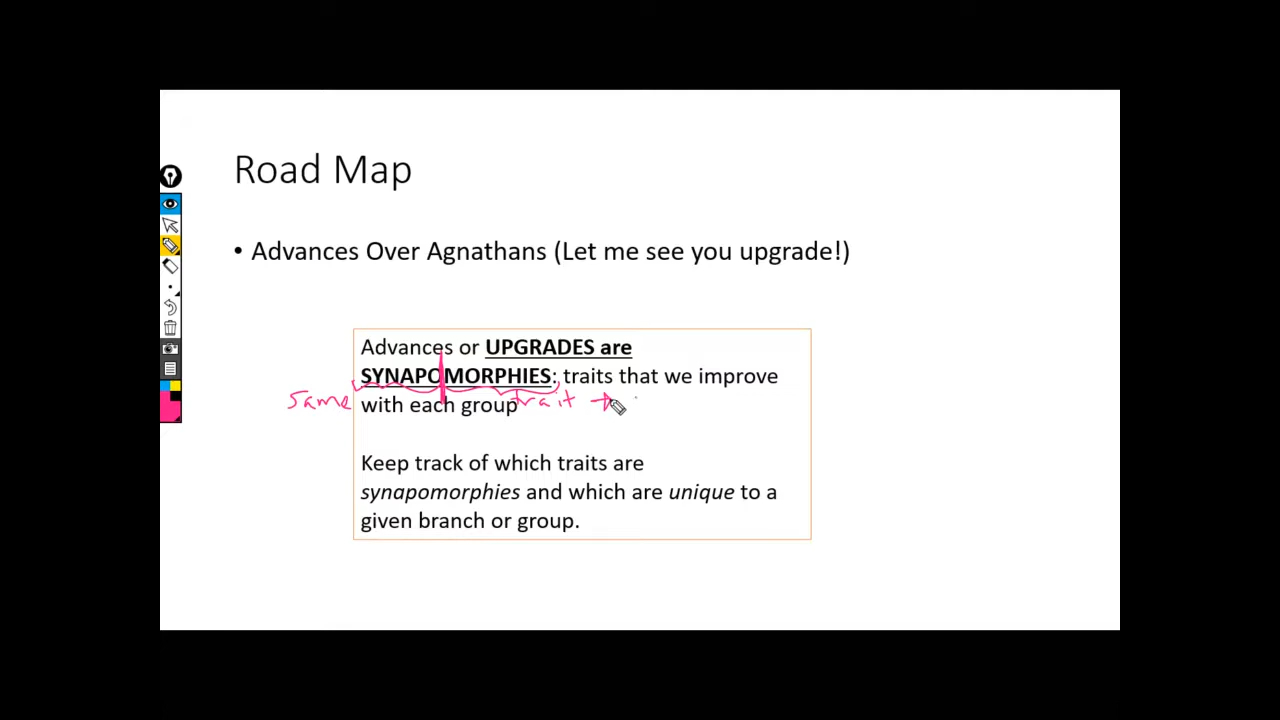 Road Map
• Advances Over Agnathans (Let me see you upgrade!)
Advances or UPGRADES are
SYNAPOMORPHIES: traits that we improve
same
with each group
trait →
Keep track of which traits are
synapomorphies and which are unique to a
given branch or group.